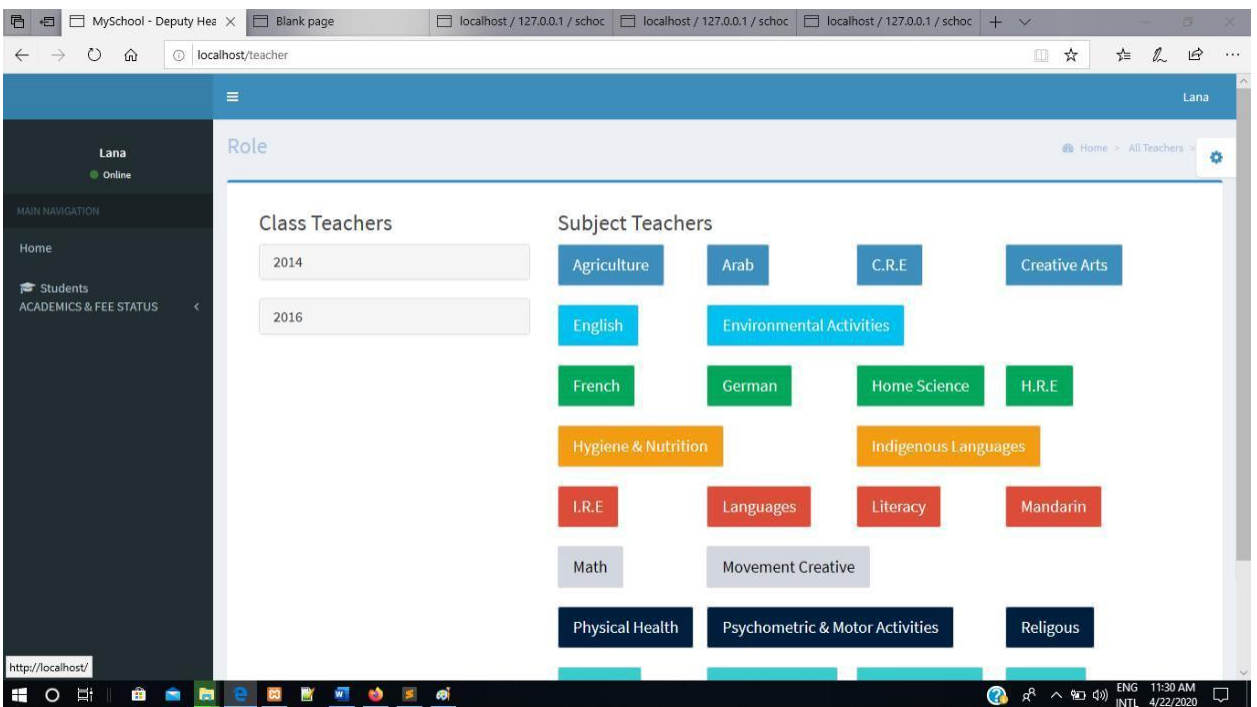 MySchool - Deputy Hea
Blank page
localhost / 127.0.0.1 / schoc
localhost / 127.0.0.1 / schoc
localhost / 127.0.0.1 / schoc
localhost/teacher
Lana
Lana
Online
Role
Home > All Teachers >
MAIN NAVIGATION
Home
Students
ACADEMICS & FEE STATUS
Class Teachers
2014
2016
Subject Teachers
Agriculture Arab C.R.E Creative Arts
English Environmental Activities
French German Home Science H.R.E
Hygiene & Nutrition Indigenous Languages
I.R.E Languages Literacy Mandarin
Math Movement Creative
Physical Health Psychometric & Motor Activities Religous
http://localhost/
ENG 11:30 AM
INTL 4/22/2020